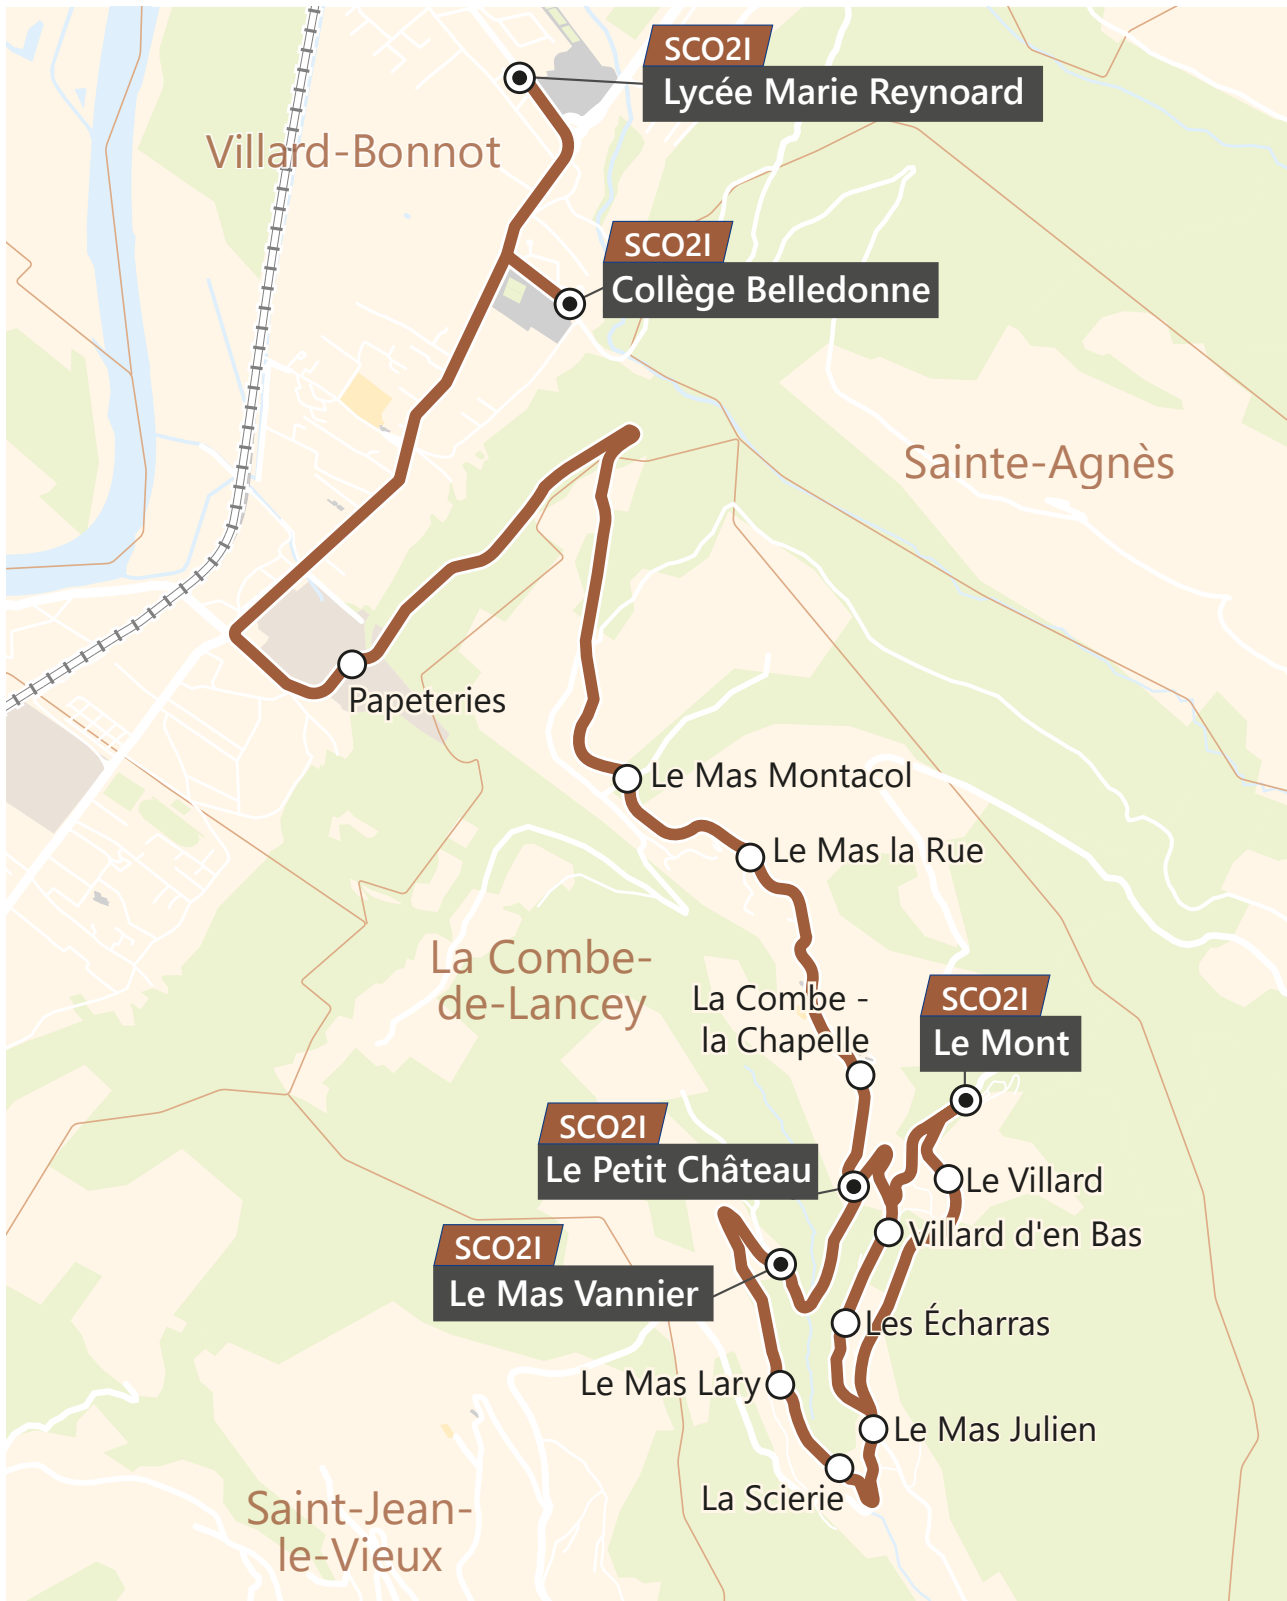 SCO2I
Lycée Marie Reynoard
Villard-Bonnot
SCO2I
Collège Belledonne
Sainte-Agnès
Papeteries
Le Mas Montacol
Le Mas la Rue
La Combe-
de-Lancey
La Combe -
la Chapelle
SCO2I
Le Mont
SCO2I
Le Petit Château
Le Villard
Villard d'en Bas
SCO2I
Le Mas Vannier
Les Écharras
Le Mas Lary
Le Mas Julien
La Scierie
Saint-Jean-
le-Vieux